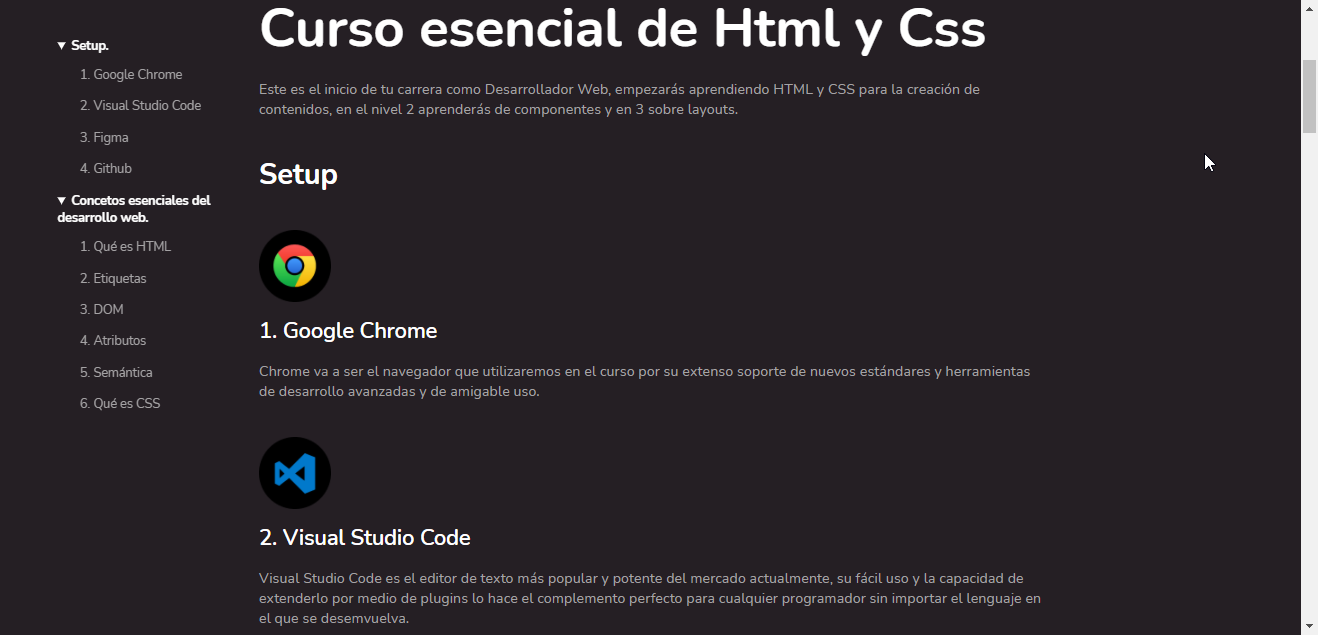 ▼ Setup.
1. Google Chrome
2. Visual Studio Code
3. Figma
4. Github
▼ Concetos esenciales del
desarrollo web.
1. Qué es HTML
2. Etiquetas
3. DOM
4. Atributos
5. Semántica
6. Qué es CSS
Curso esencial de Html y Css
Este es el inicio de tu carrera como Desarrollador Web, empezarás aprendiendo HTML y CSS para la creación de
contenidos, en el nivel 2 aprenderás de componentes y en 3 sobre layouts.
Setup
1. Google Chrome
Chrome va a ser el navegador que utilizaremos en el curso por su extenso soporte de nuevos estándares y herramientas
de desarrollo avanzadas y de amigable uso.
2. Visual Studio Code
Visual Studio Code es el editor de texto más popular y potente del mercado actualmente, su fácil uso y la capacidad de
extenderlo por medio de plugins lo hace el complemento perfecto para cualquier programador sin importar el lenguaje en
el que se desemvuelva.